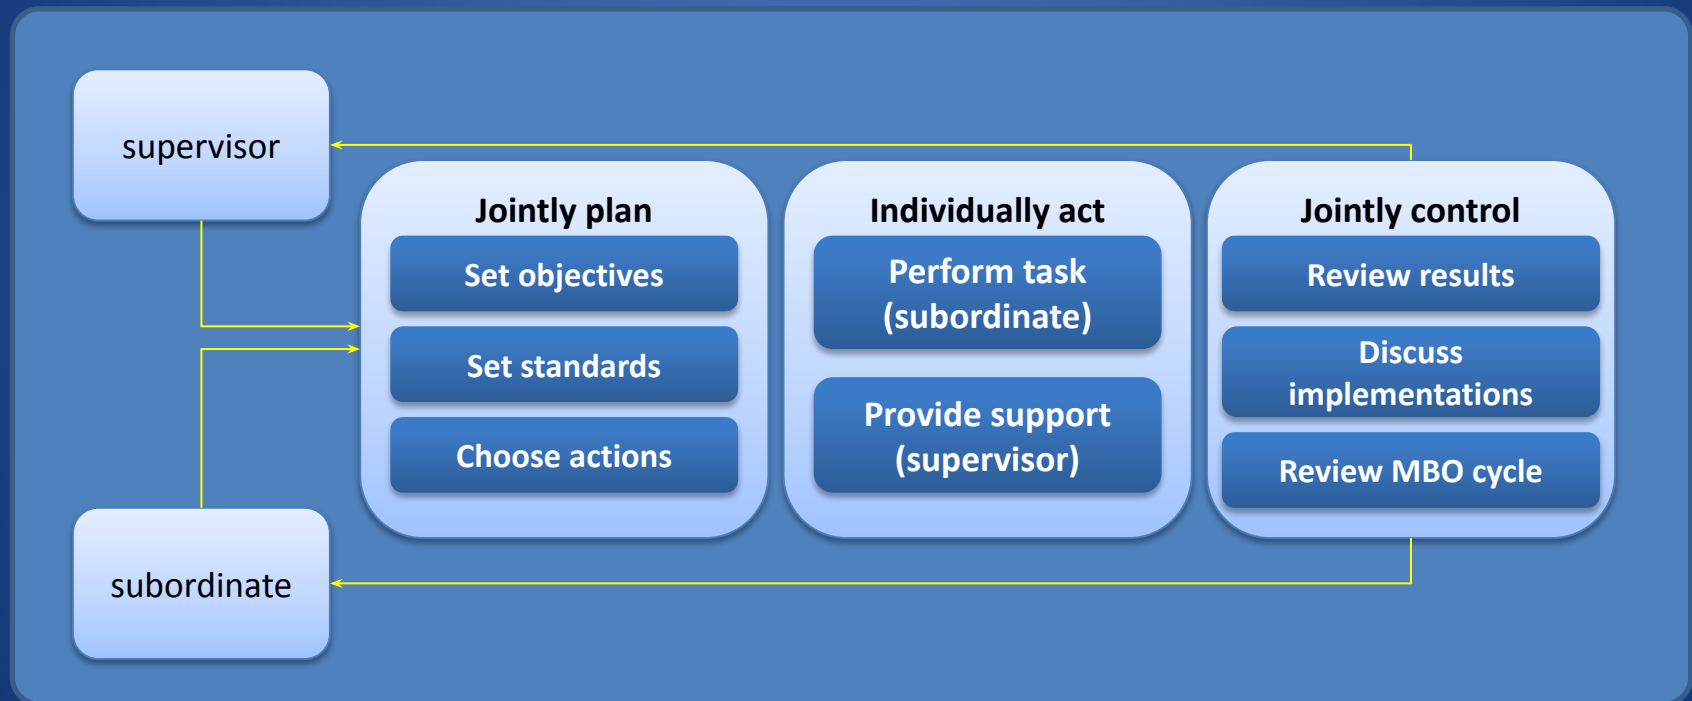 supervisor
Jointly plan
Set objectives
Set standards
Choose actions
Individually act
Perform task
(subordinate)
Provide support
(supervisor)
Jointly control
Review results
Discuss
implementations
Review MBO cycle
subordinate